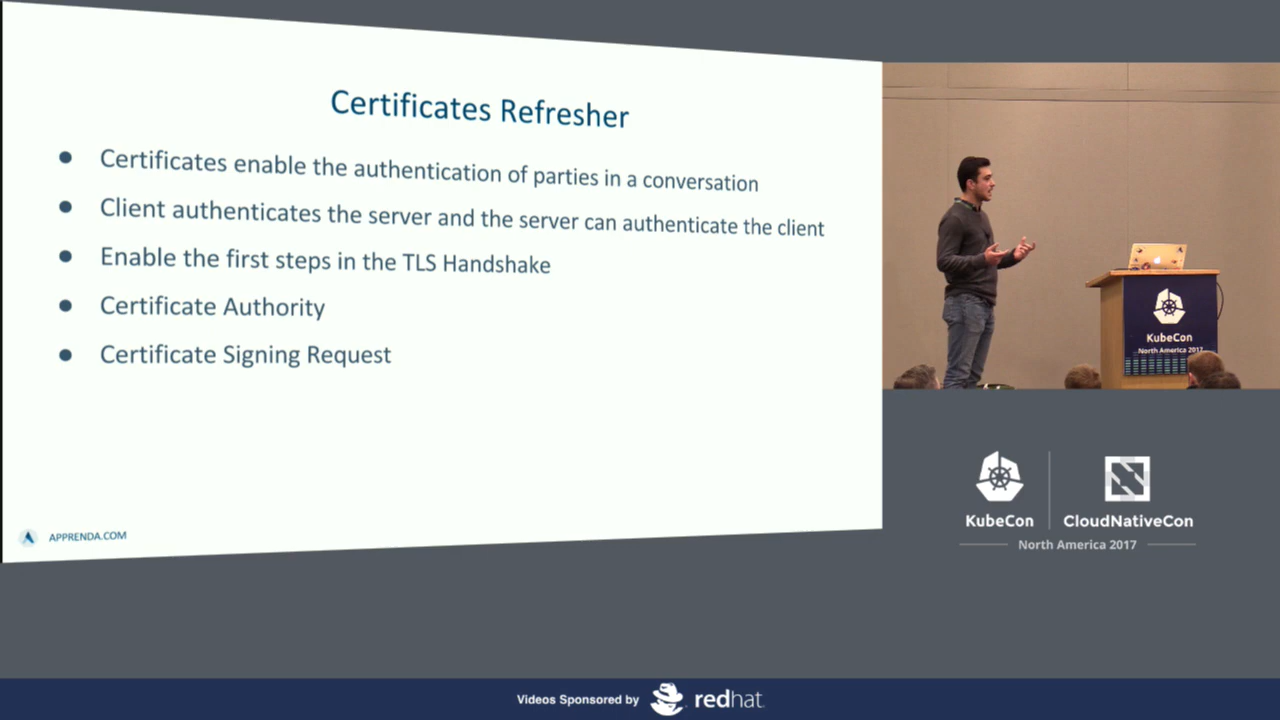 Certificates Refresher
● Certificates enable the authentication of parties in a conversation
● Client authenticates the server and the server can authenticate the client
● Enable the first steps in the TLS Handshake
● Certificate Authority
● Certificate Signing Request
APPRENDA.COM
KubeCon
North America 2017
KubeCon
CloudNativeCon
North America 2017
Videos Sponsored by
redhat